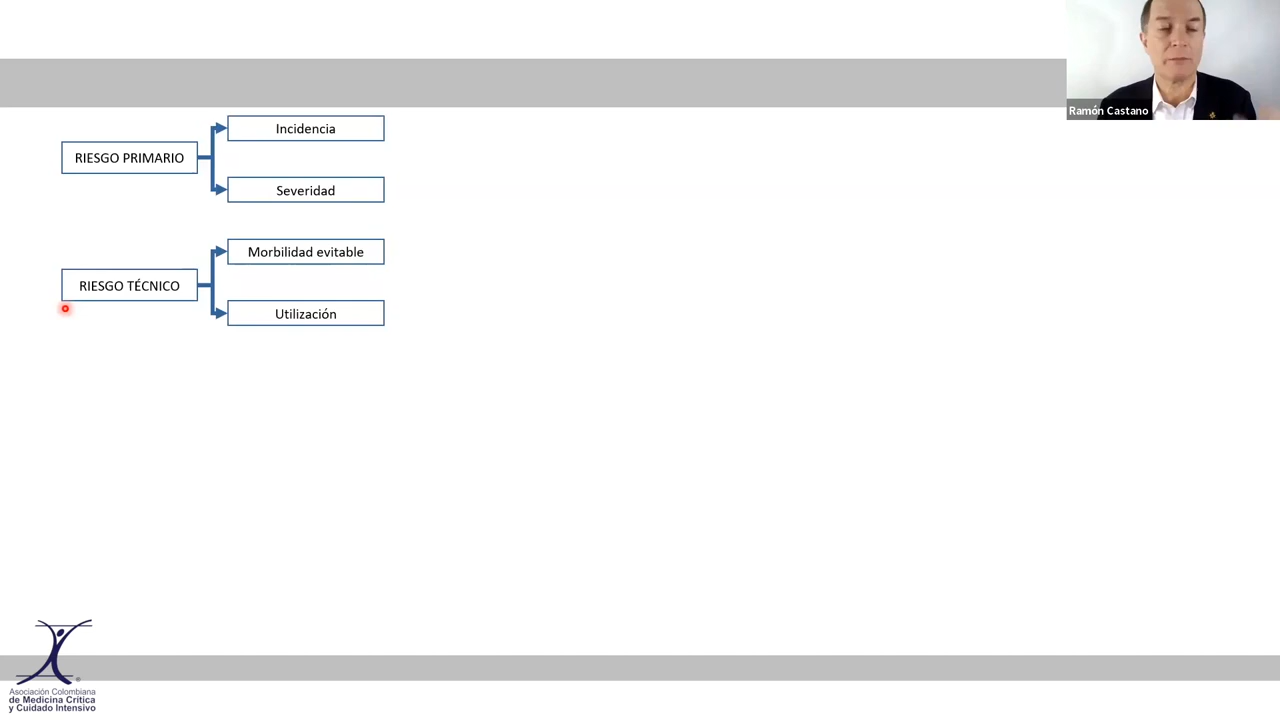 Ramón Castano
Incidencia
RIESGO PRIMARIO
Severidad
Morbilidad evitable
RIESGO TÉCNICO
Utilización
Asociación Colombiana
de Medicina Crítica
y Cuidado Intensivo